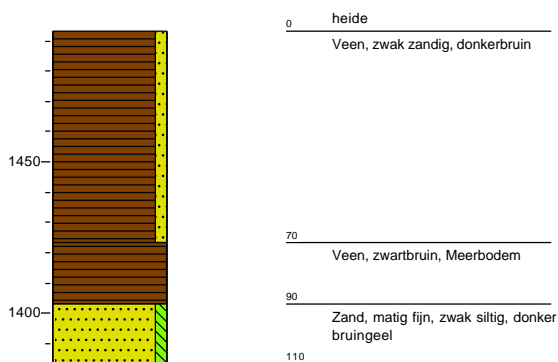 0
heide
Veen, zwak zandig, donkerbruin
1450
70
Veen, zwartbruin, Meerbodem
90
1400
Zand, matig fijn, zwak siltig, donker
bruingeel
110